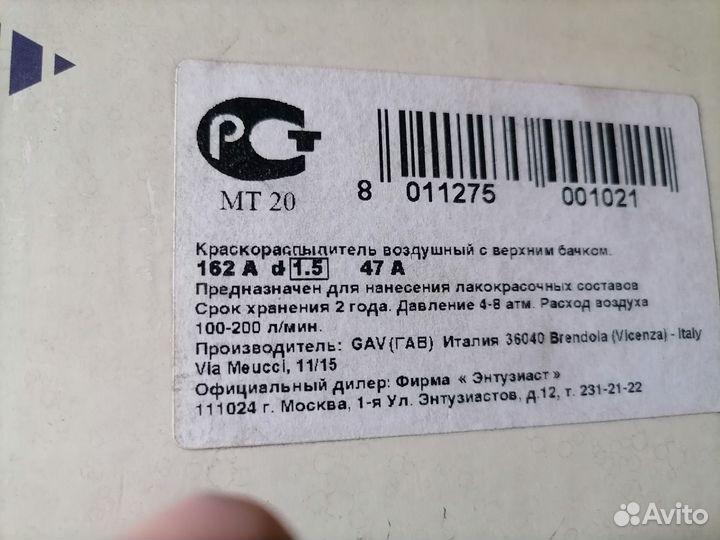 РСТ
МТ 20
8 011275 001021
Краскораспылитель воздушный с верхним бачком.
162 A d 1.5 47 A
Предназначен для нанесения лакокрасочных составов
Срок хранения 2 года. Давление 4-8 атм. Расход воздуха
100-200 л/мин.
Производитель: GAV(ГАВ) Италия 36040 Brendola (Vicenza) - Italy
Via Meucci, 11/15
Официальный дилер: Фирма « Энтузиаст »
111024 г. Москва, 1-я Ул. Энтузиастов, д.12, т. 231-21-22
Avito